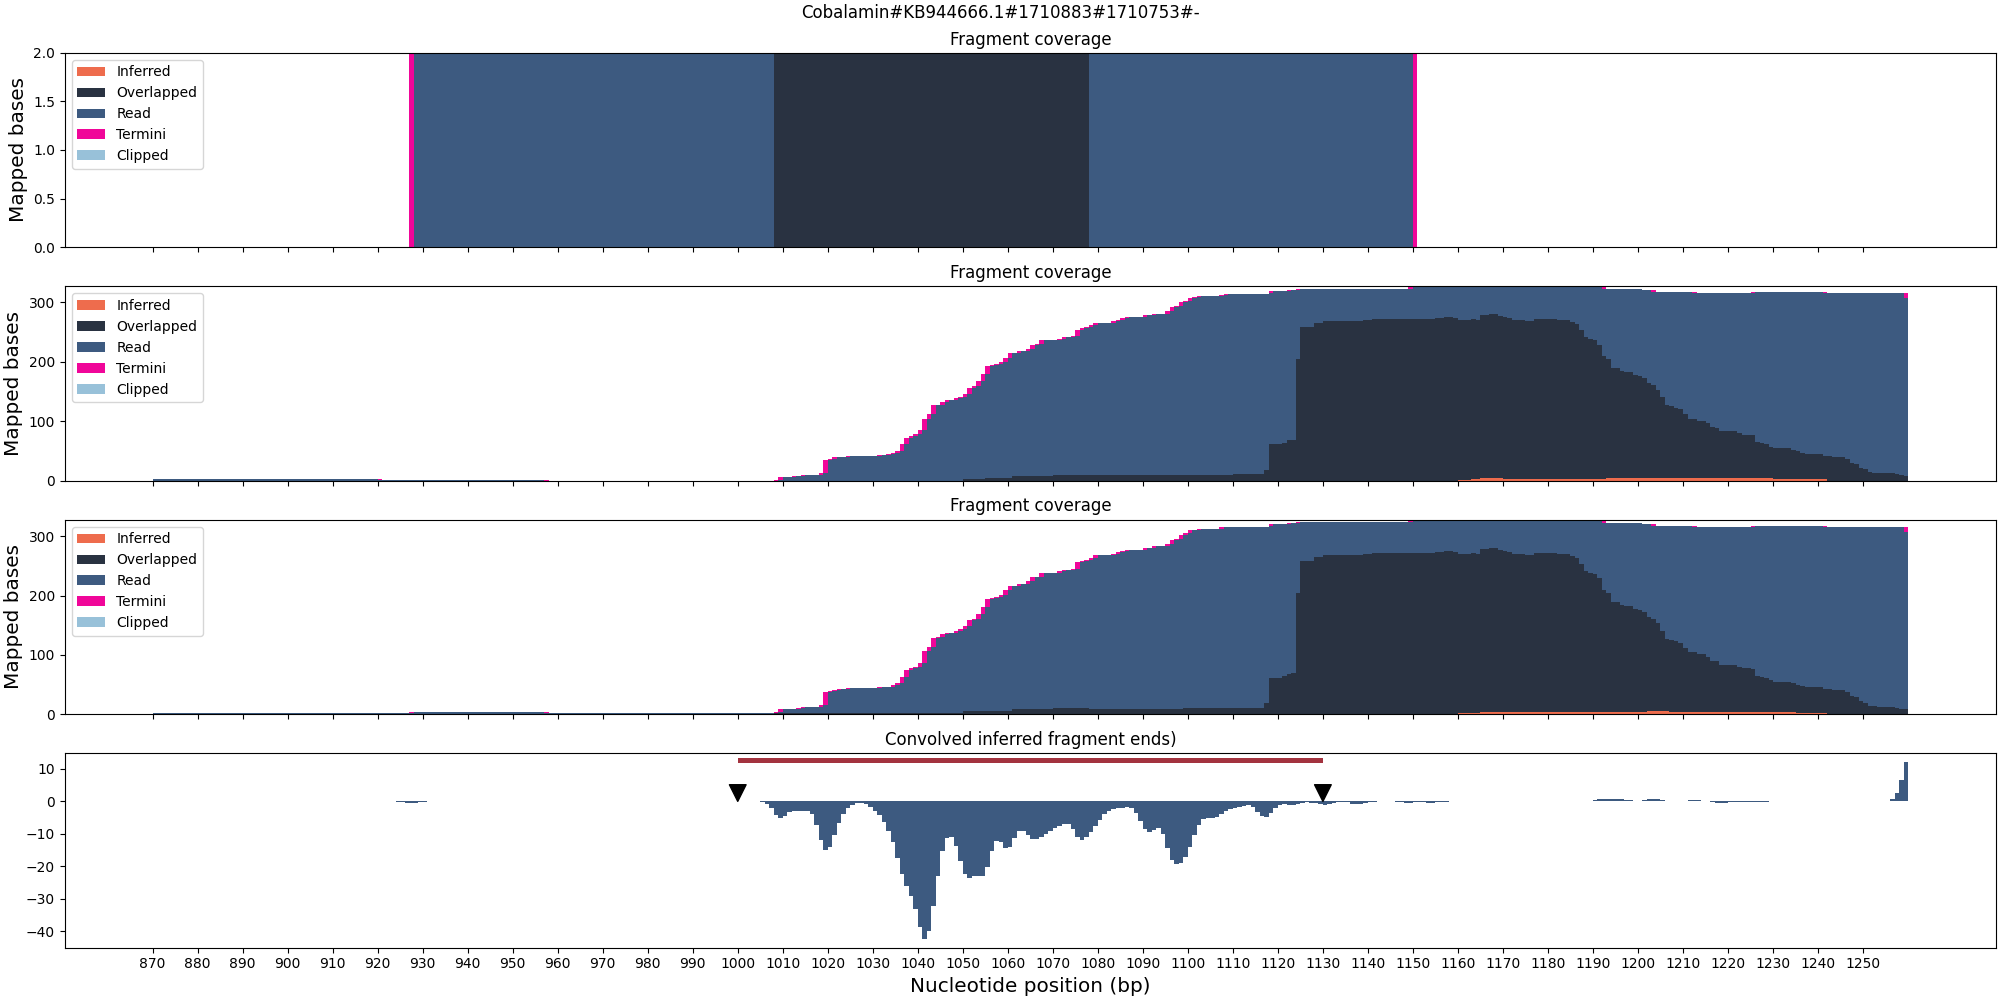 Cobalamin#KB944666.1#1710883#1710753#-
Fragment coverage
Mapped bases
2.0
1.5
1.0
0.5
0.0
Inferred
Overlapped
Read
Termini
Clipped
Fragment coverage
Mapped bases
300
200
100
0
Inferred
Overlapped
Read
Termini
Clipped
Fragment coverage
Mapped bases
300
200
100
0
Inferred
Overlapped
Read
Termini
Clipped
Convolved inferred fragment ends)
10
0
−10
−20
−30
−40
870 880 890 900 910 920 930 940 950 960 970 980 990 1000 1010 1020 1030 1040 1050 1060 1070 1080 1090 1100 1110 1120 1130 1140 1150 1160 1170 1180 1190 1200 1210 1220 1230 1240 1250
Nucleotide position (bp)